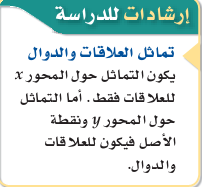 إرشادات للدراسة
تماثل العلاقات والدوال
يكون التماثل حول المحور x
للعلاقات فقط. أما التماثل
حول المحور y ونقطة
الأصل فيكون للعلاقات
والدوال.